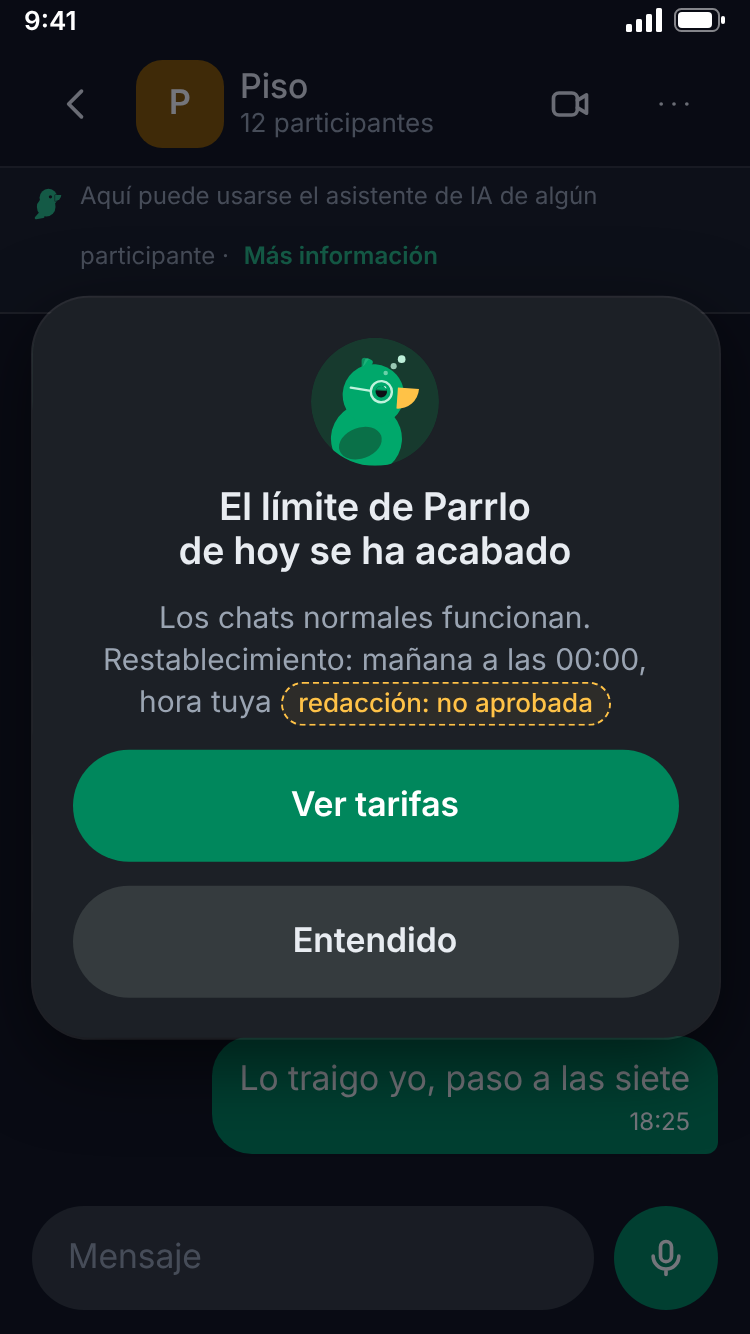 9:41
P
Piso
12 participantes
Aquí puede usarse el asistente de IA de algún
participante · Más información
El límite de Parrlo
de hoy se ha acabado
Los chats normales funcionan.
Restablecimiento: mañana a las 00:00,
hora tuya redacción: no aprobada
Ver tarifas
Entendido
Lo traigo yo, paso a las siete
18:25
Mensaje